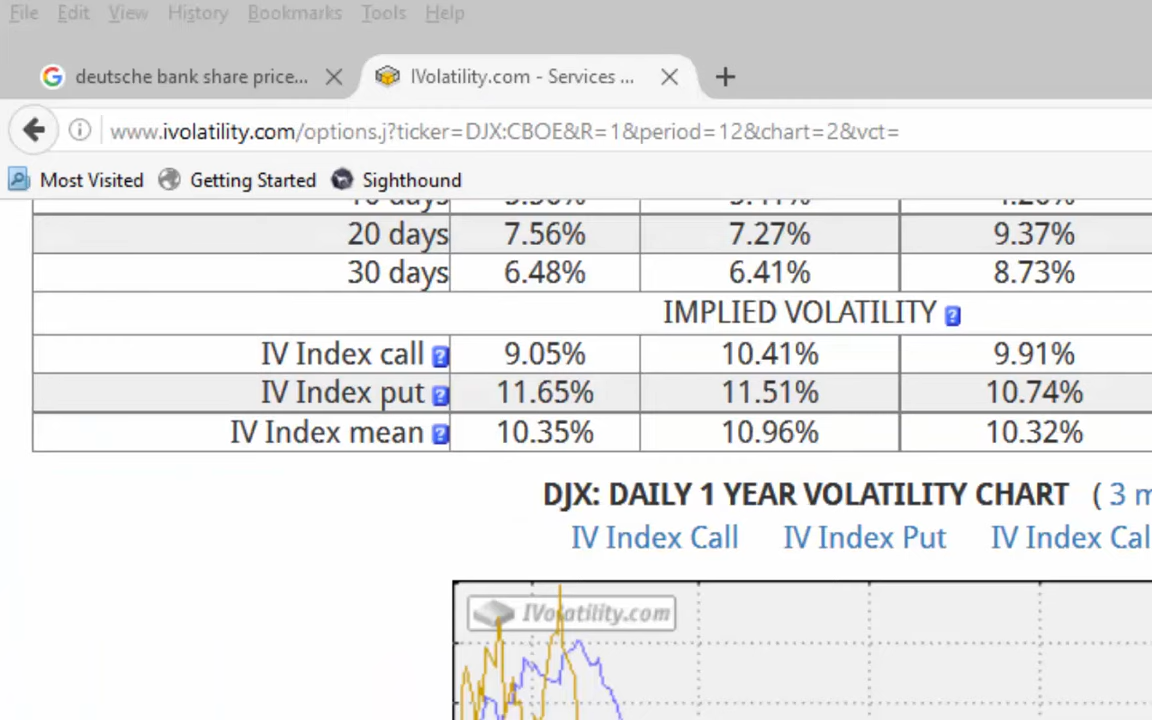 File Edit View History Bookmarks Tools Help
deutsche bank share price... IVolatility.com - Services ...
www.ivolatility.com/options.j?ticker=DJX:CBOE&R=1&period=12&chart=2&vct=
Most Visited Getting Started Sighthound
20 days 7.56% 7.27% 9.37%
30 days 6.48% 6.41% 8.73%
IMPLIED VOLATILITY ?
IV Index call ? 9.05% 10.41% 9.91%
IV Index put ? 11.65% 11.51% 10.74%
IV Index mean ? 10.35% 10.96% 10.32%
DJX: DAILY 1 YEAR VOLATILITY CHART ( 3 m
IV Index Call IV Index Put IV Index Cal
IVolatility.com